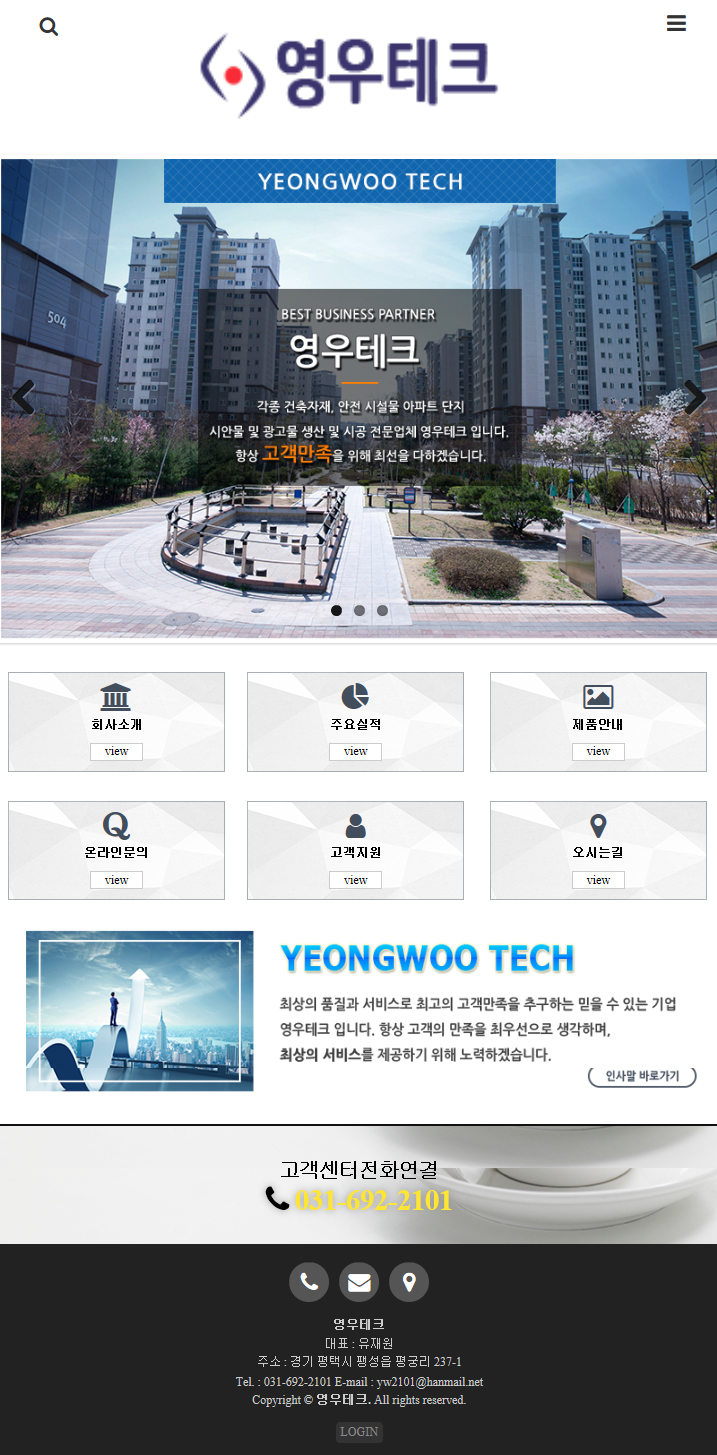 영우테크
YEONGWOO TECH
504
BEST BUSINESS PARTNER
영우테크
각종 건축자재, 안전 시설물 아파트 단지
시안물 및 광고물 생산 및 시공 전문업체 영우테크 입니다.
항상 고객만족을 위해 최선을 다하겠습니다.
회사소개
view
주요실적
view
제품안내
view
Q
온라인문의
view
고객지원
view
오시는길
view
YEONGWOO TECH
최상의 품질과 서비스로 최고의 고객만족을 추구하는 믿을 수 있는 기업
영우테크 입니다. 항상 고객의 만족을 최우선으로 생각하며,
최상의 서비스를 제공하기 위해 노력하겠습니다.
인사말 바로가기
고객센터전화연결
031-692-2101
영우테크
대표 : 유재원
주소 : 경기 평택시 팽성읍 평궁리 237-1
Tel. : 031-692-2101 E-mail : yw2101@hanmail.net
Copyright © 영우테크. All rights reserved.
LOGIN